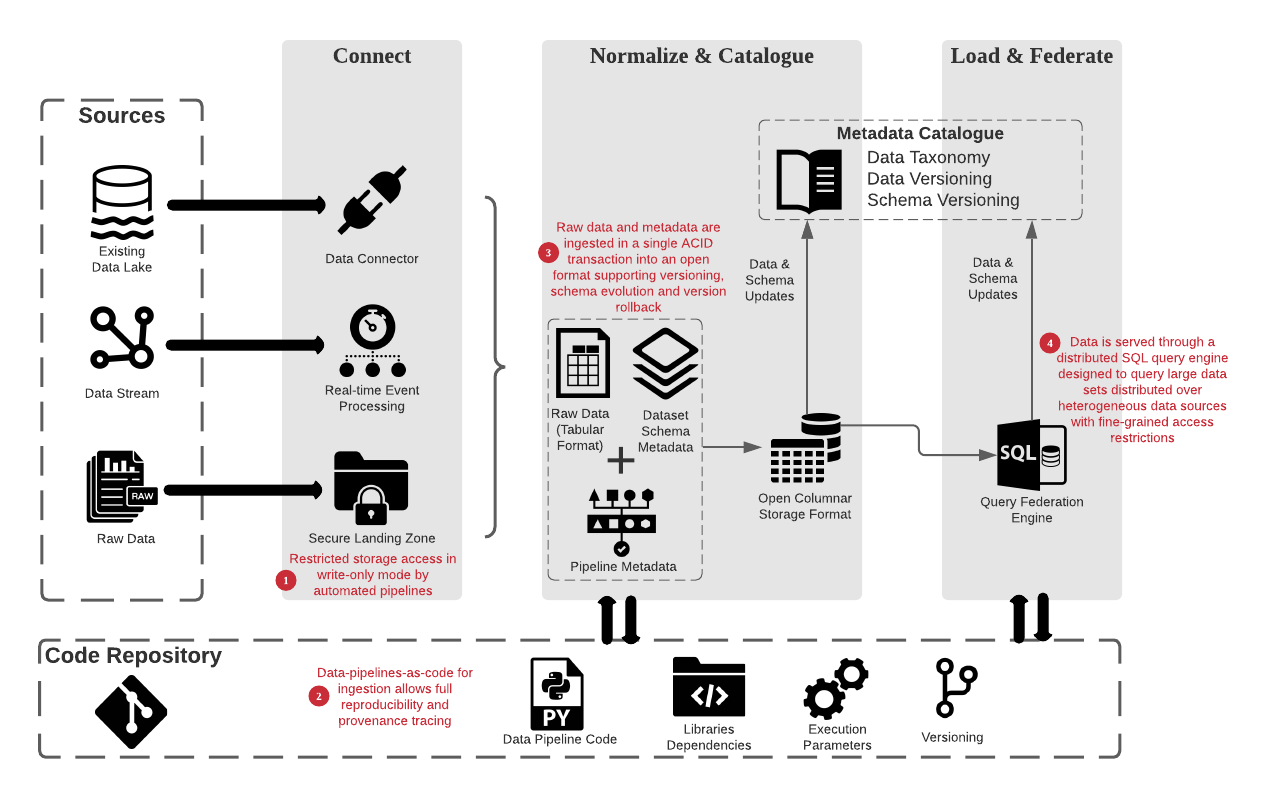 Connect
Normalize & Catalogue
Load & Federate
Sources
Existing
Data Lake
Data Stream
RAW
Raw Data
Data Connector
Real-time Event
Processing
Secure Landing Zone
1
Restricted storage access in
write-only mode by
automated pipelines
3
Raw data and metadata are
ingested in a single ACID
transaction into an open
format supporting versioning,
schema evolution and version
rollback
Raw Data
(Tabular
Format)
Dataset
Schema
Metadata
Pipeline Metadata
Metadata Catalogue
Data Taxonomy
Data Versioning
Schema Versioning
Data &
Schema
Updates
Data &
Schema
Updates
Open Columnar
Storage Format
4
Data is served through a
distributed SQL query engine
designed to query large data
sets distributed over
heterogeneous data sources
with fine-grained access
restrictions
SQL
Query Federation
Engine
Code Repository
2
Data-pipelines-as-code for
ingestion allows full
reproducibility and
provenance tracing
PY
Data Pipeline Code
Libraries
Dependencies
Execution
Parameters
Versioning